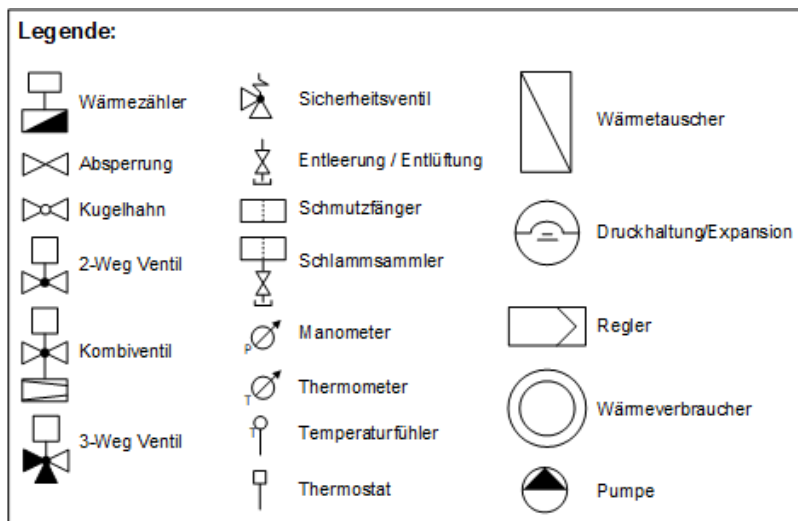 Legende:
Wärmezähler
Absperrung
Kugelhahn
2-Weg Ventil
Kombiventil
3-Weg Ventil
Sicherheitsventil
Entleerung / Entlüftung
Schmutzfänger
Schlammsammler
P
Manometer
T
Thermometer
T
Temperaturfühler
Thermostat
Wärmetauscher
Druckhaltung/Expansion
Regler
Wärmeverbraucher
Pumpe